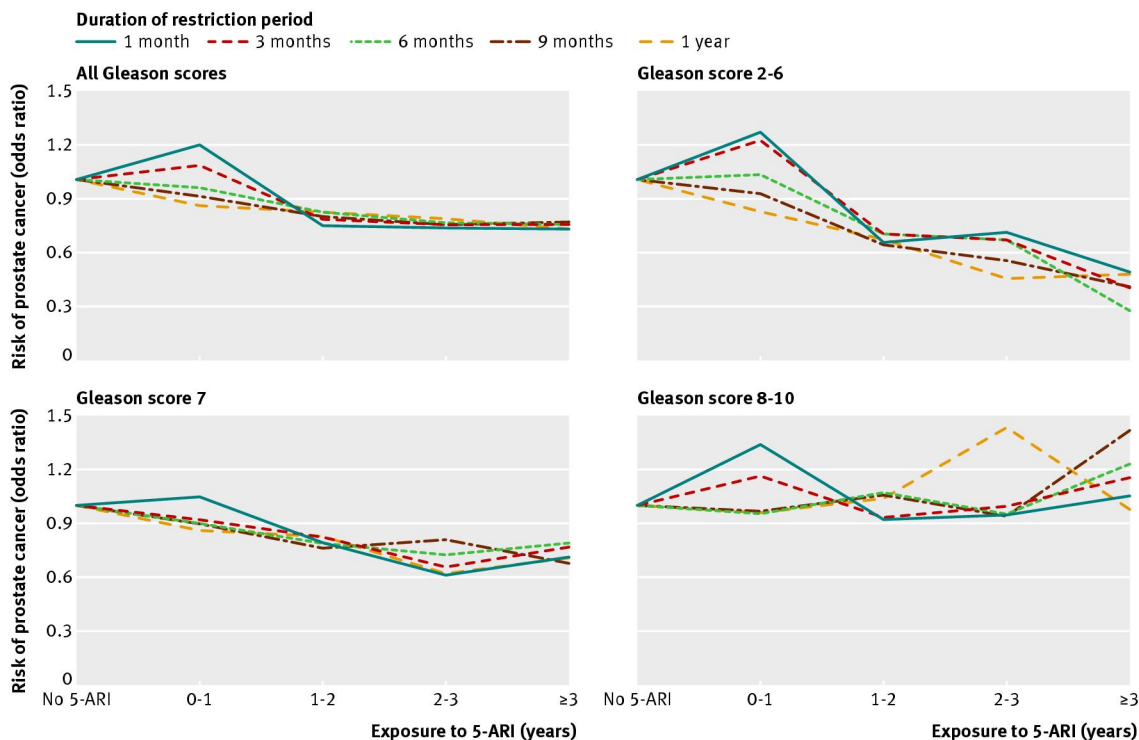 Duration of restriction period
1 month 3 months 6 months 9 months 1 year
All Gleason scores
Risk of prostate cancer (odds ratio)
1.5
1.2
0.9
0.6
0.3
0
Gleason score 2-6
Gleason score 7
Risk of prostate cancer (odds ratio)
1.5
1.2
0.9
0.6
0.3
0
No 5-ARI 0-1 1-2 2-3 ≥3
Exposure to 5-ARI (years)
Gleason score 8-10
No 5-ARI 0-1 1-2 2-3 ≥3
Exposure to 5-ARI (years)